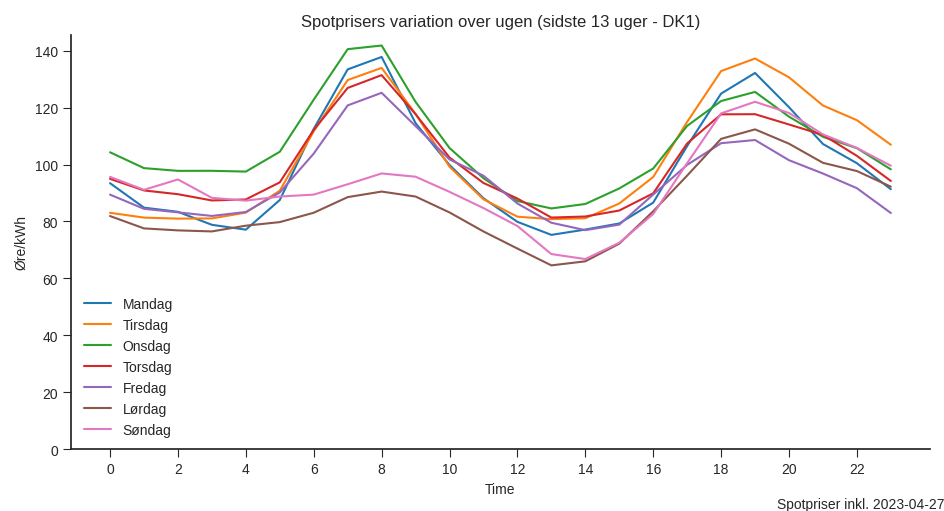 Spotprisers variation over ugen (sidste 13 uger - DK1)
Øre/kWh
140
120
100
80
60
40
20
0
Mandag
Tirsdag
Onsdag
Torsdag
Fredag
Lørdag
Søndag
0 2 4 6 8 10 12 14 16 18 20 22
Time
Spotpriser inkl. 2023-04-27